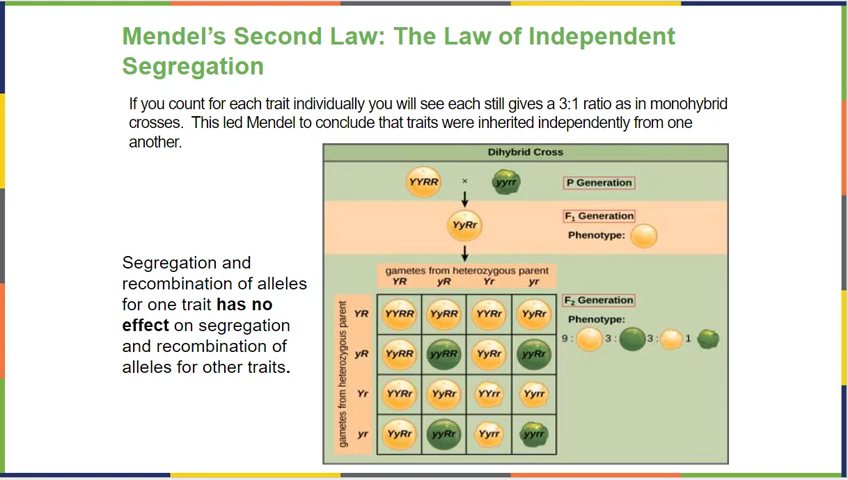 Mendel's Second Law: The Law of Independent
Segregation
If you count for each trait individually you will see each still gives a 3:1 ratio as in monohybrid
crosses. This led Mendel to conclude that traits were inherited independently from one
another.
Segregation and
recombination of alleles
for one trait has no
effect on segregation
and recombination of
alleles for other traits.
Dihybrid Cross
YYRR × yyrr P Generation
YyRr F₁ Generation
Phenotype:
gametes from heterozygous parent
YR yR Yr yr
gametes from heterozygous parent
YR YYRR YyRR YYRr YyRr
yR YyRR yyRR YyRr yyRr
Yr YYRr YyRr YYrr Yyrr
yr YyRr yyRr Yyrr yyrr
F₂ Generation
Phenotype:
9 : 3 : 3 : 1